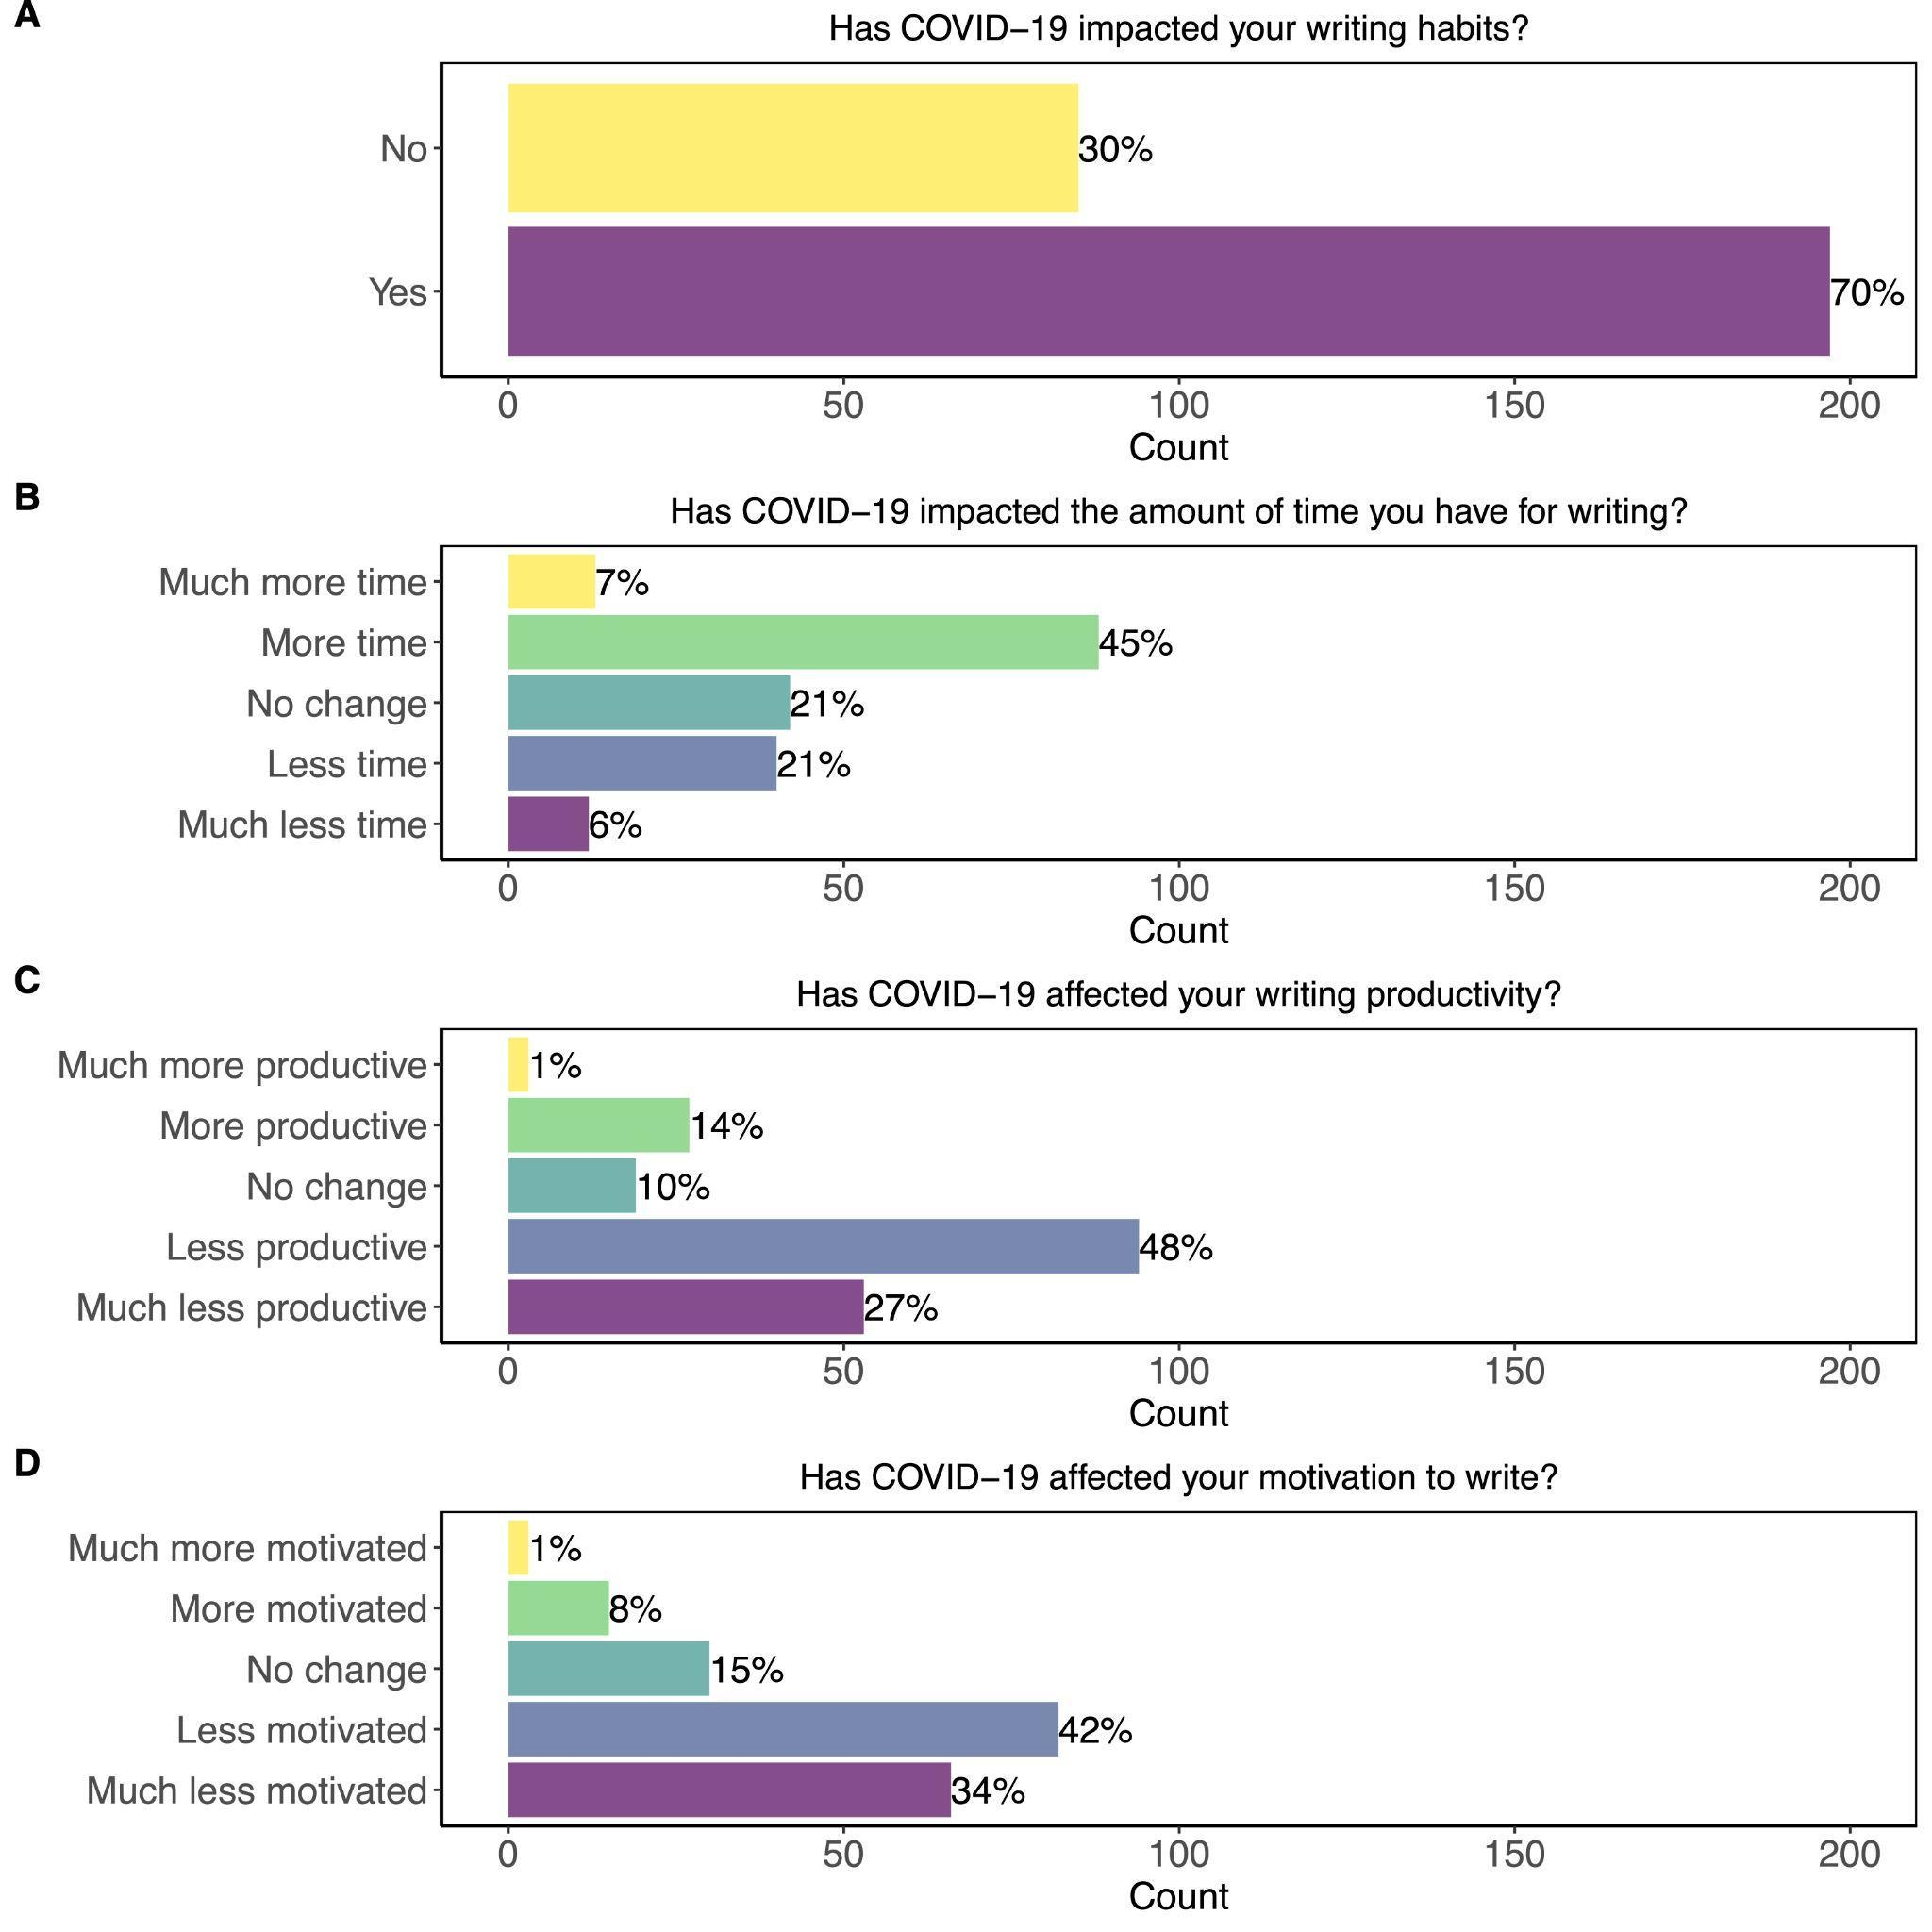 A
Has COVID–19 impacted your writing habits?
No
30%
Yes
70%
0 50 100 150 200
Count
B
Has COVID–19 impacted the amount of time you have for writing?
Much more time
7%
More time
45%
No change
21%
Less time
21%
Much less time
6%
0 50 100 150 200
Count
C
Has COVID–19 affected your writing productivity?
Much more productive
1%
More productive
14%
No change
10%
Less productive
48%
Much less productive
27%
0 50 100 150 200
Count
D
Has COVID–19 affected your motivation to write?
Much more motivated
1%
More motivated
8%
No change
15%
Less motivated
42%
Much less motivated
34%
0 50 100 150 200
Count